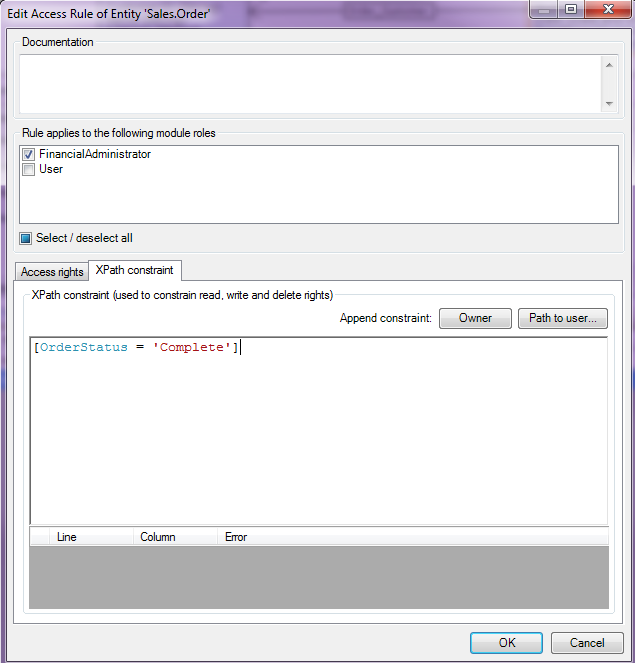 Edit Access Rule of Entity 'Sales.Order'
Documentation
Rule applies to the following module roles
FinancialAdministrator
User
Select / deselect all
Access rights XPath constraint
XPath constraint (used to constrain read, write and delete rights)
Append constraint: Owner Path to user...
[OrderStatus = 'Complete']
Line Column Error
OK Cancel